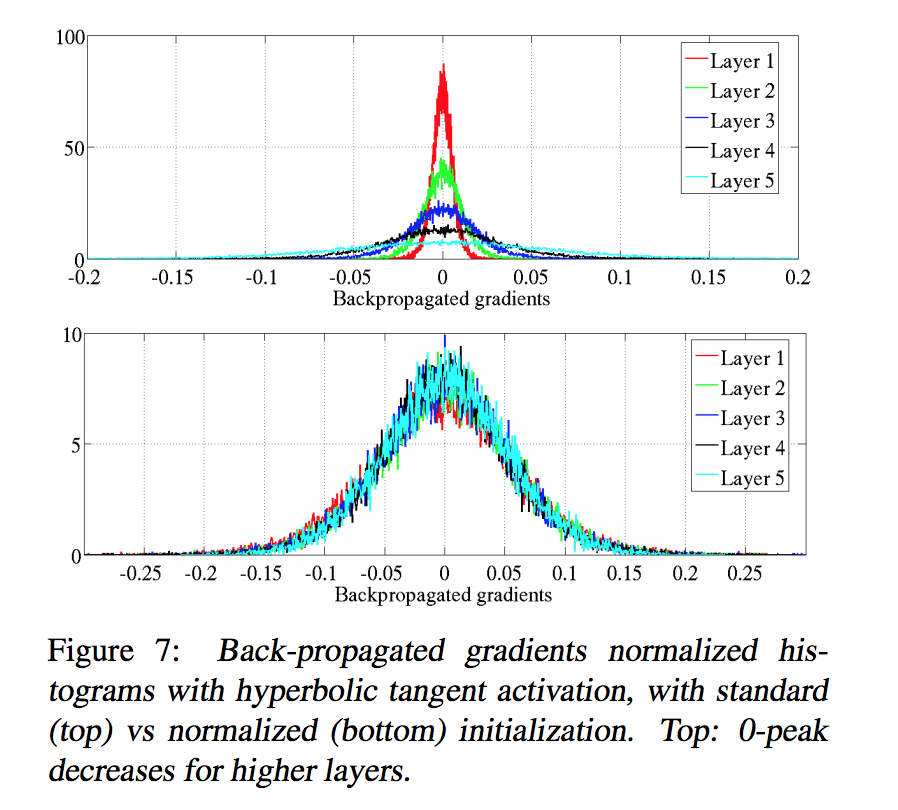 100
50
0
-0.2 -0.15 -0.1 -0.05 0 0.05 0.1 0.15 0.2
Backpropagated gradients
Layer 1
Layer 2
Layer 3
Layer 4
Layer 5
10
5
0
-0.25 -0.2 -0.15 -0.1 -0.05 0 0.05 0.1 0.15 0.2 0.25
Backpropagated gradients
Layer 1
Layer 2
Layer 3
Layer 4
Layer 5
Figure 7: Back-propagated gradients normalized his-
tograms with hyperbolic tangent activation, with standard
(top) vs normalized (bottom) initialization. Top: 0-peak
decreases for higher layers.